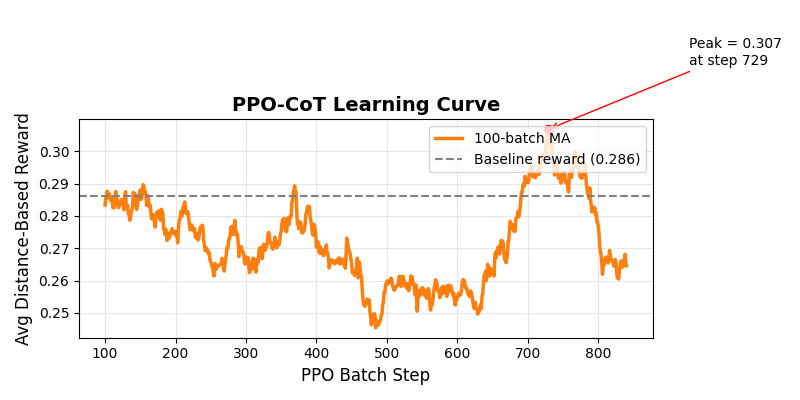 Peak = 0.307
at step 729
PPO-CoT Learning Curve
Avg Distance-Based Reward
0.30
0.29
0.28
0.27
0.26
0.25
100-batch MA
Baseline reward (0.286)
100 200 300 400 500 600 700 800
PPO Batch Step